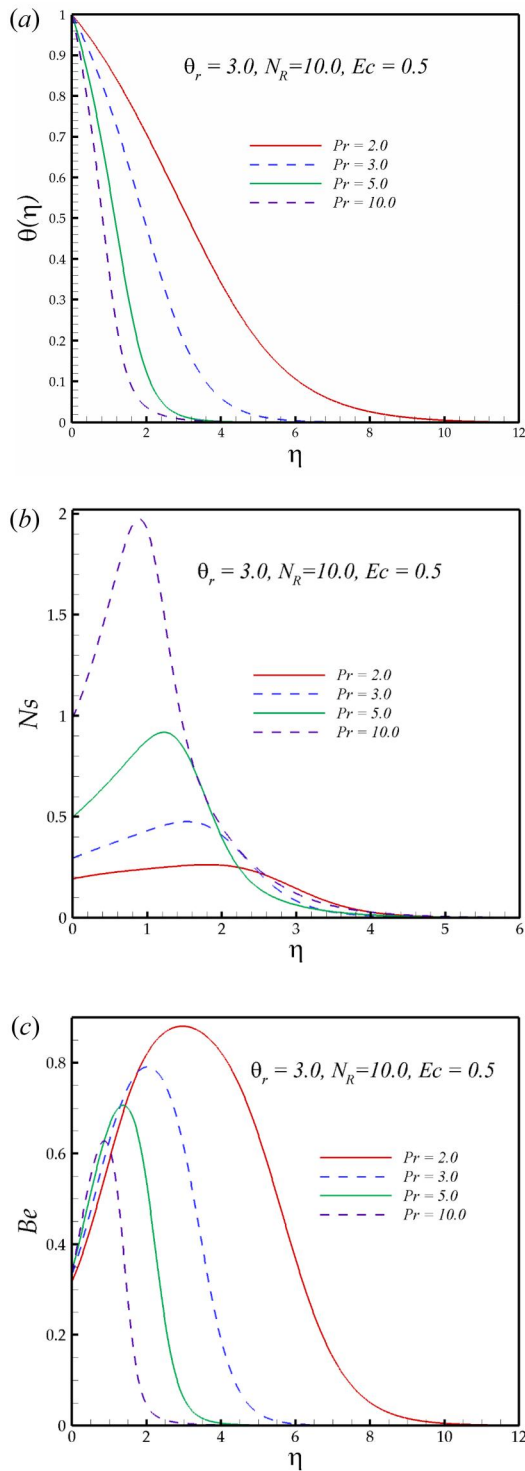 (a)
1
0.9
0.8
0.7
0.6
0.5
0.4
0.3
0.2
0.1
0
θ(η)
θr = 3.0, NR=10.0, Ec = 0.5
Pr = 2.0
Pr = 3.0
Pr = 5.0
Pr = 10.0
0 2 4 6 8 10 12
η
(b)
2
1.5
1
0.5
0
Ns
θr = 3.0, NR=10.0, Ec = 0.5
Pr = 2.0
Pr = 3.0
Pr = 5.0
Pr = 10.0
0 1 2 3 4 5 6
η
(c)
0.8
0.6
0.4
0.2
0
Be
θr = 3.0, NR=10.0, Ec = 0.5
Pr = 2.0
Pr = 3.0
Pr = 5.0
Pr = 10.0
0 2 4 6 8 10 12
η